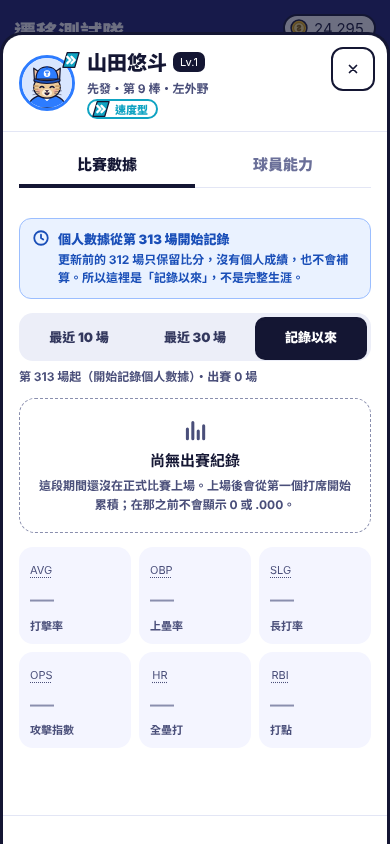 遷移測試隊
24,295
山田悠斗 Lv.1
先發・第 9 棒・左外野
速度型
比賽數據
球員能力
個人數據從第 313 場開始記錄
更新前的 312 場只保留比分，沒有個人成績，也不會補
算。所以這裡是「記錄以來」，不是完整生涯。
最近 10 場
最近 30 場
記錄以來
第 313 場起（開始記錄個人數據）・出賽 0 場
尚無出賽紀錄
這段期間還沒在正式比賽上場。上場後會從第一個打席開始
累積；在那之前不會顯示 0 或 .000。
AVG
—
打擊率
OBP
—
上壘率
SLG
—
長打率
OPS
—
攻擊指數
HR
—
全壘打
RBI
—
打點